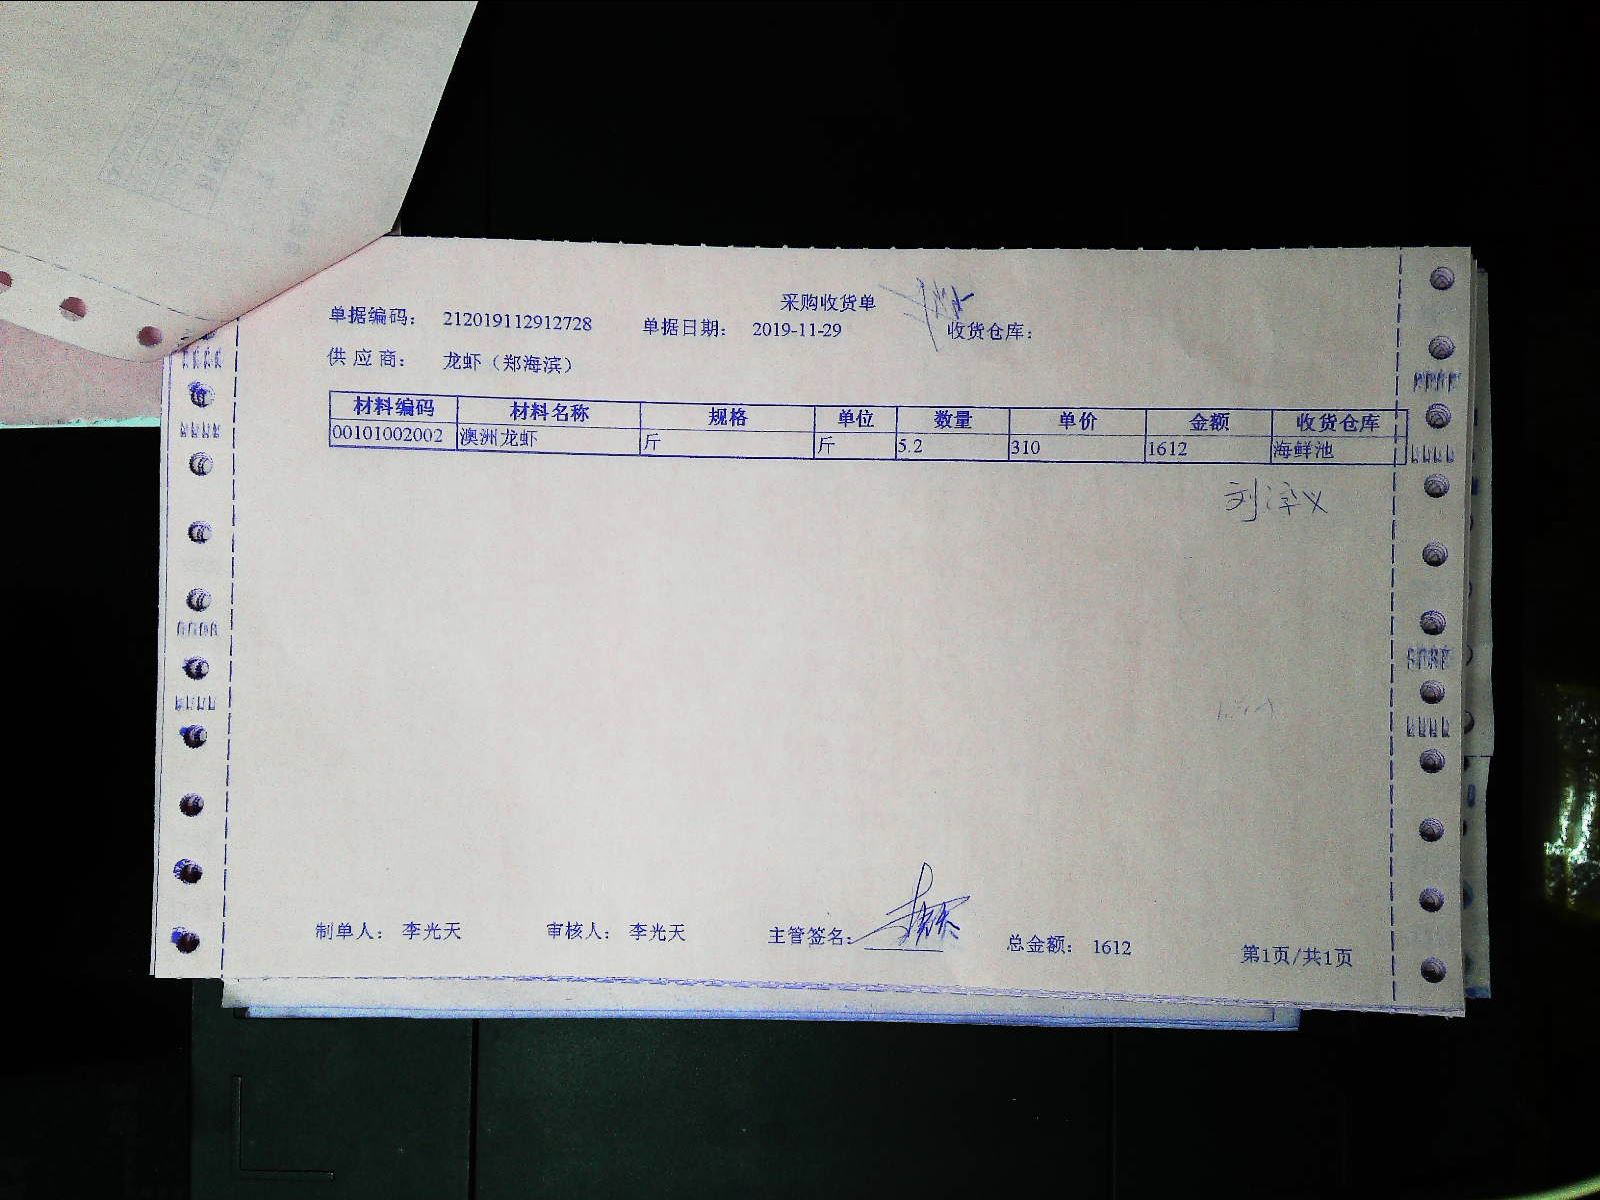 采购收货单
单据编码： 212019112912728 单据日期： 2019-11-29 收货仓库：
供应商： 龙虾（郑海滨）
材料编码 材料名称 规格 单位 数量 单价 金额 收货仓库
00101002002 澳洲龙虾 斤 斤 5.2 310 1612 海鲜池
制单人： 李光天 审核人： 李光天 主管签名： 总金额： 1612 第1页/共1页